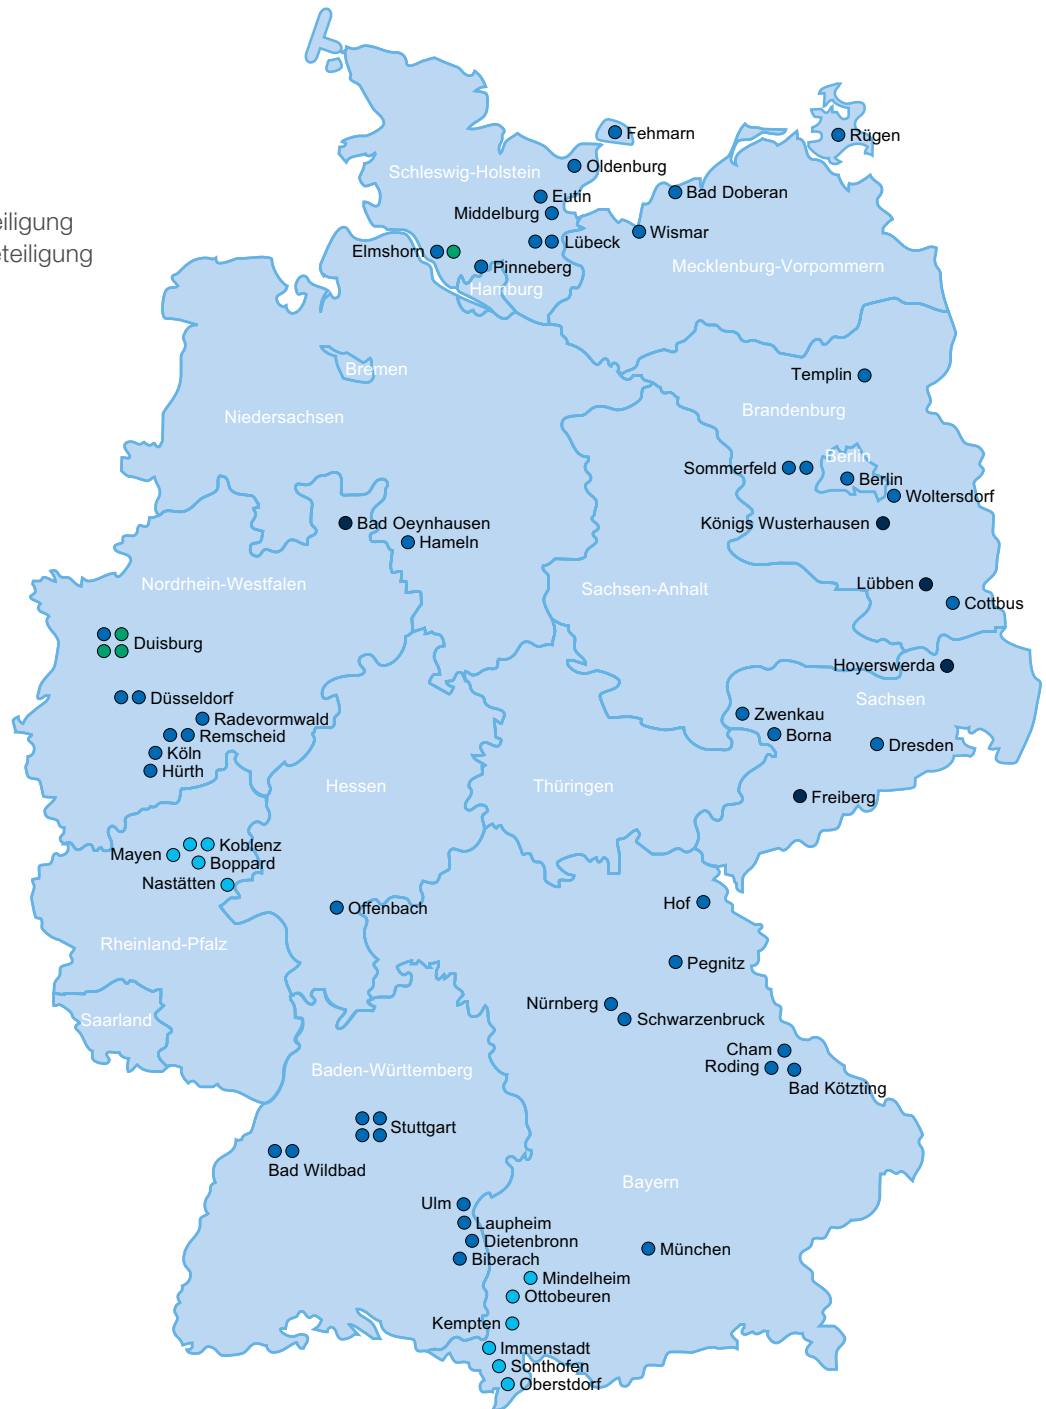 Fehmarn
Rügen
Oldenburg
Schleswig-Holstein
Eutin
Bad Doberan
Middelburg
eiligung
Wismar
Lübeck
Elmshorn
eteiligung
Pinneberg
Mecklenburg-Vorpommern
Hamburg
Bremen
Templin
Brandenburg
Niedersachsen
Berlin
Sommerfeld
Berlin
Woltersdorf
Bad Oeynhausen
Königs Wusterhausen
Hameln
Nordrhein-Westfalen
Lübben
Sachsen-Anhalt
Cottbus
Duisburg
Hoyerswerda
Düsseldorf
Sachsen
Zwenkau
Radevormwald
Remscheid
Borna
Dresden
Köln
Hürth
Hessen
Thüringen
Freiberg
Koblenz
Mayen
Boppard
Nastätten
Hof
Offenbach
Rheinland-Pfalz
Pegnitz
Nürnberg
Schwarzenbruck
Saarland
Cham
Roding
Baden-Württemberg
Bad Kötzting
Stuttgart
Bad Wildbad
Bayern
Ulm
Laupheim
Dietenbronn
München
Biberach
Mindelheim
Ottobeuren
Kempten
Immenstadt
Sonthofen
Oberstdorf